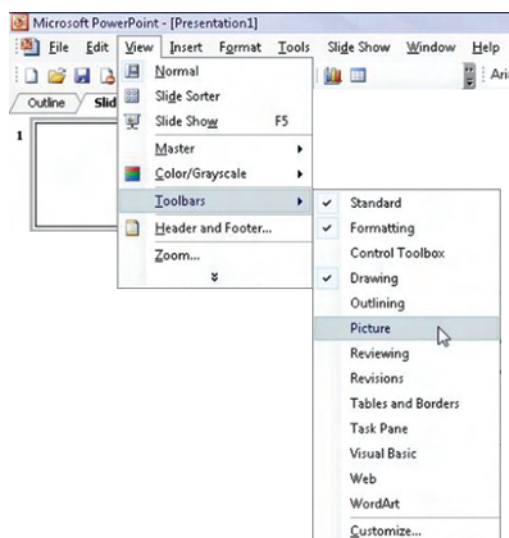 Microsoft PowerPoint - [Presentation1]
File Edit View Insert Format Tools Slide Show Window Help
Normal
Slide Sorter
Outline
Slide Show F5
1
Master
Color/Grayscale
Toolbars
Standard
Header and Footer...
Formatting
Zoom...
Control Toolbox
Drawing
Outlining
Picture
Reviewing
Revisions
Tables and Borders
Task Pane
Visual Basic
Web
WordArt
Customize...